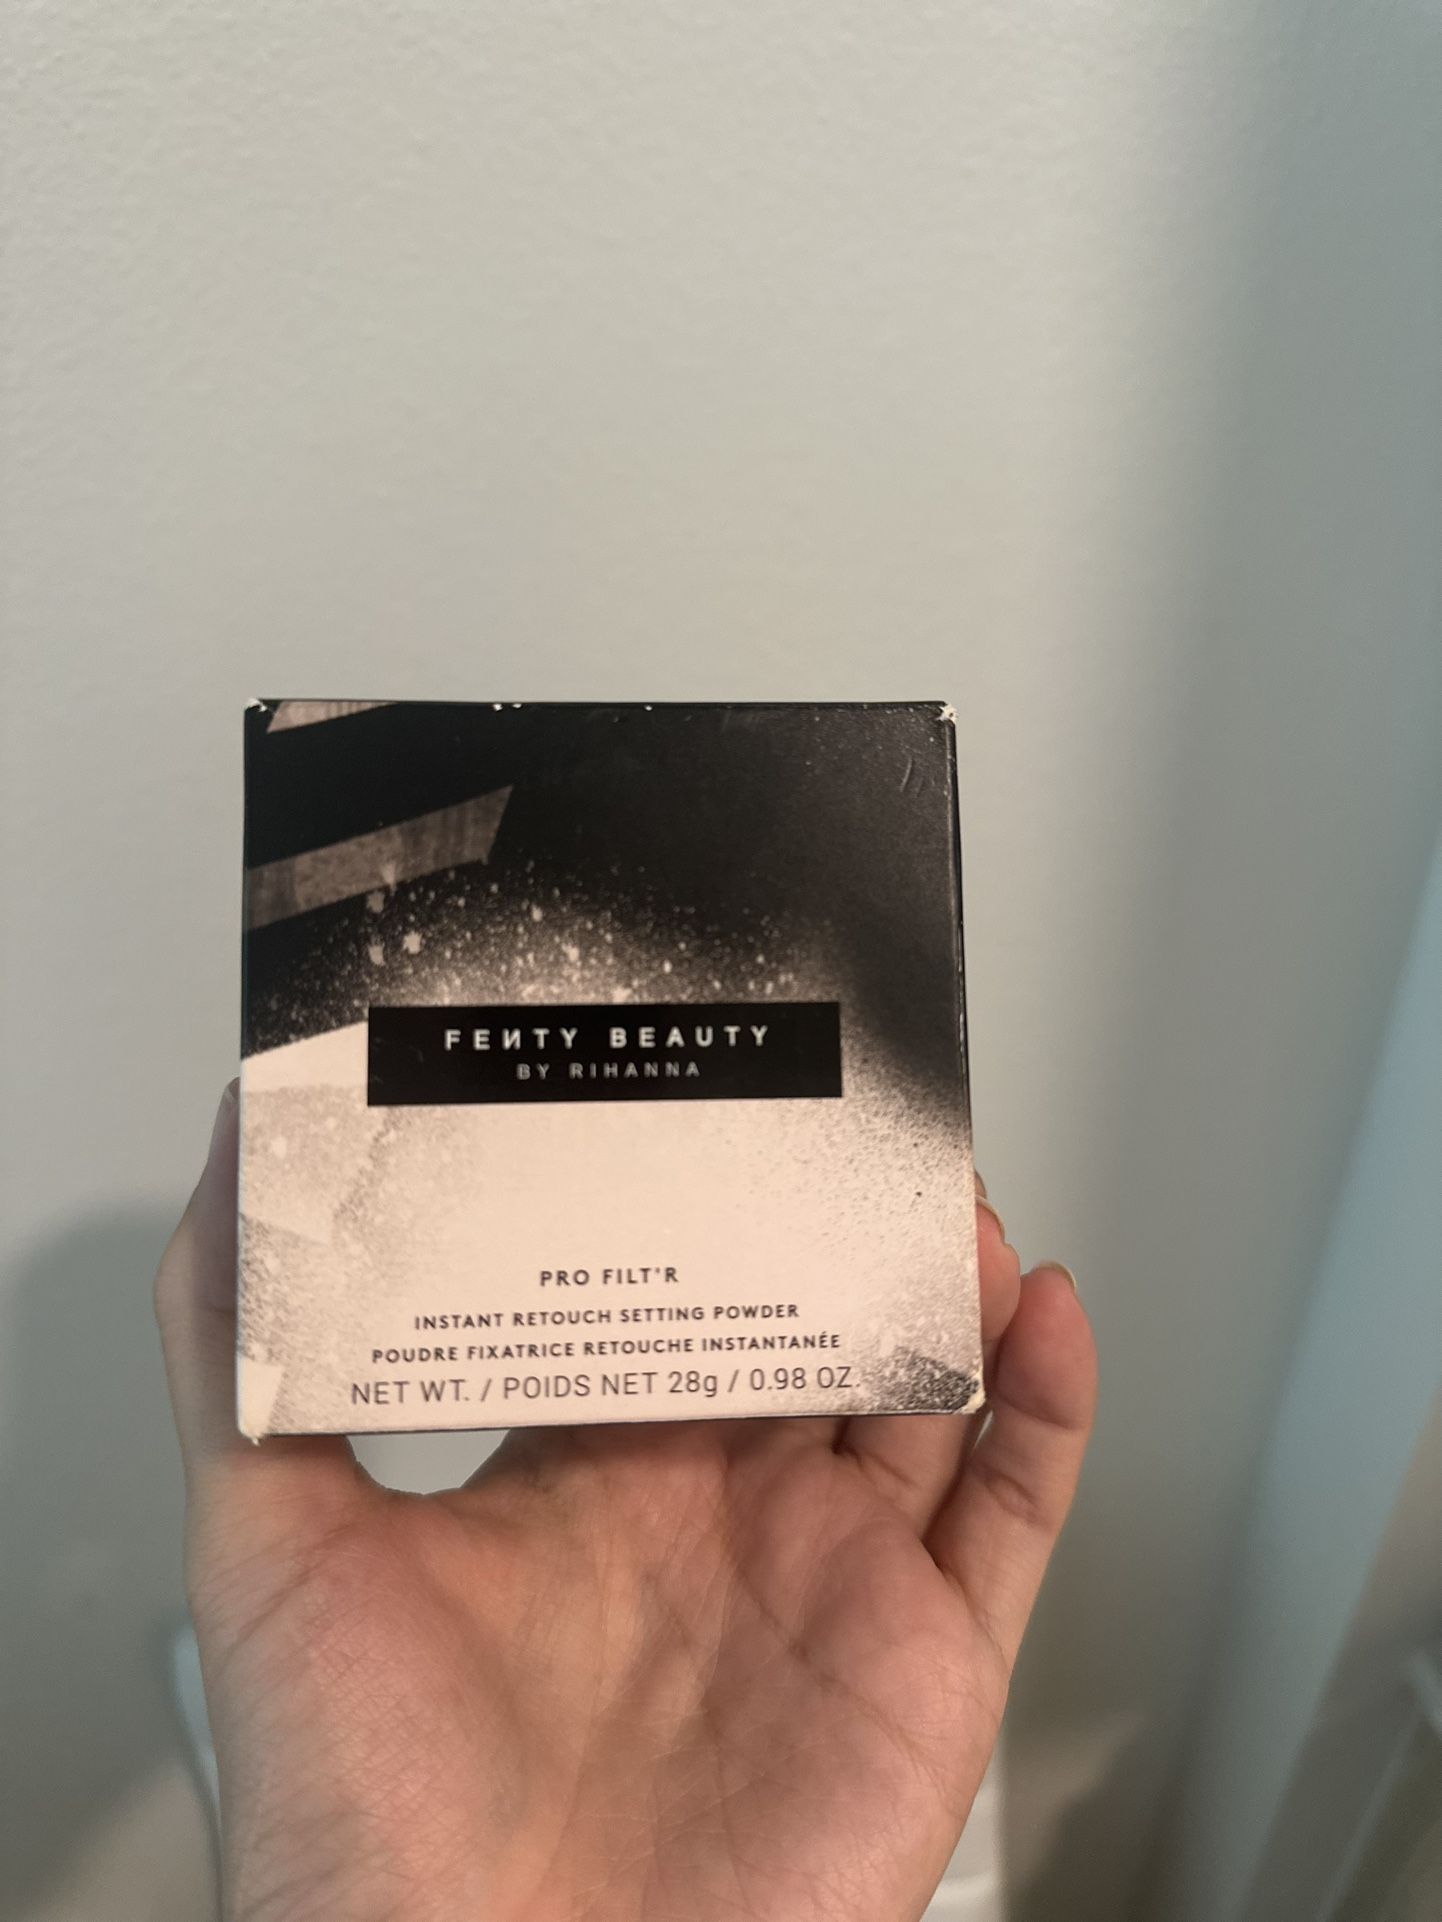 FENTY BEAUTY
BY RIHANNA
PRO FILT'R
INSTANT RETOUCH SETTING POWDER
POUDRE FIXATRICE RETOUCHE INSTANTANÉE
NET WT. / POIDS NET 28g / 0.98 OZ.